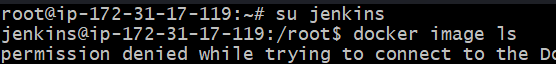 root@ip-172-31-17-119:~# su jenkins
jenkins@ip-172-31-17-119:/root$ docker image ls
permission denied while trying to connect to the Do